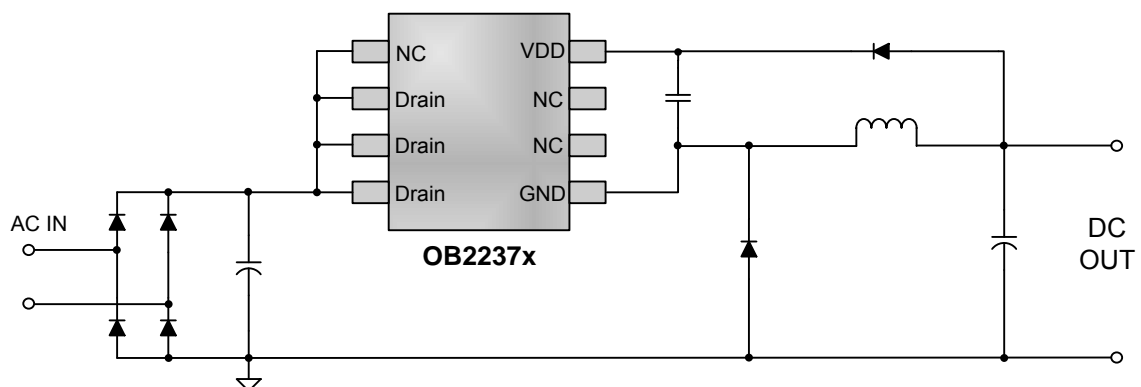 NC
VDD
Drain
NC
Drain
NC
Drain
GND
AC IN
OB2237x
DC
OUT